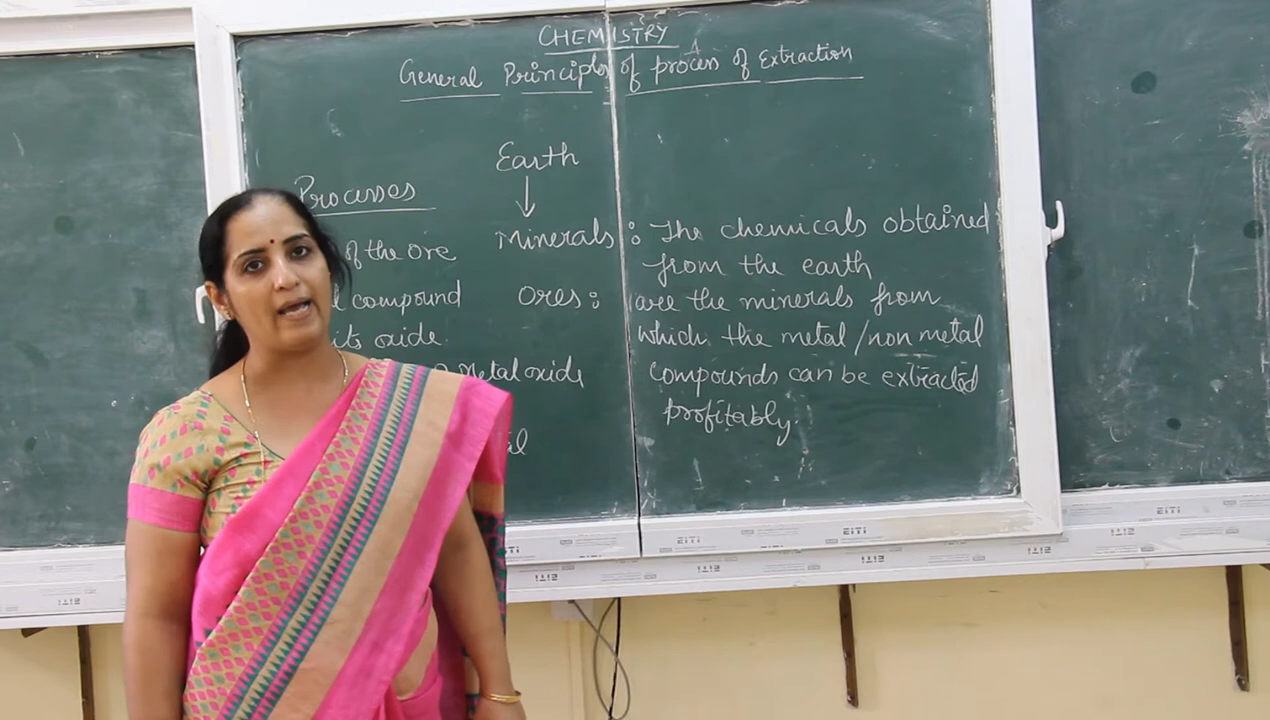 CHEMISTRY
General Principles of process of Extraction
Earth
Processes
Minerals : The chemicals obtained
from the earth
of the ore
compound
its oxide.
Metal oxide
Ores : are the minerals from
which the metal/non metal
compounds can be extracted
profitably.